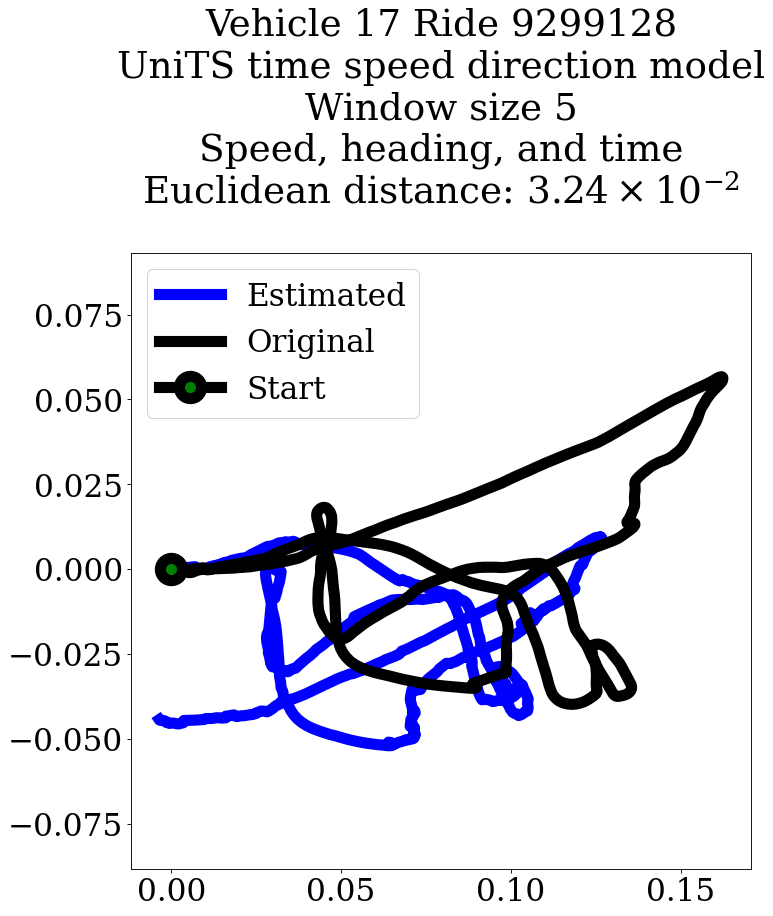 Vehicle 17 Ride 9299128
UniTS time speed direction model
Window size 5
Speed, heading, and time
Euclidean distance: 3.24 × 10⁻²
Estimated
Original
Start
0.075
0.050
0.025
0.000
−0.025
−0.050
−0.075
0.00 0.05 0.10 0.15